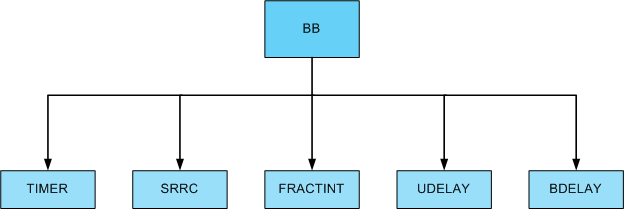 BB
TIMER
SRRC
FRACTINT
UDELAY
BDELAY